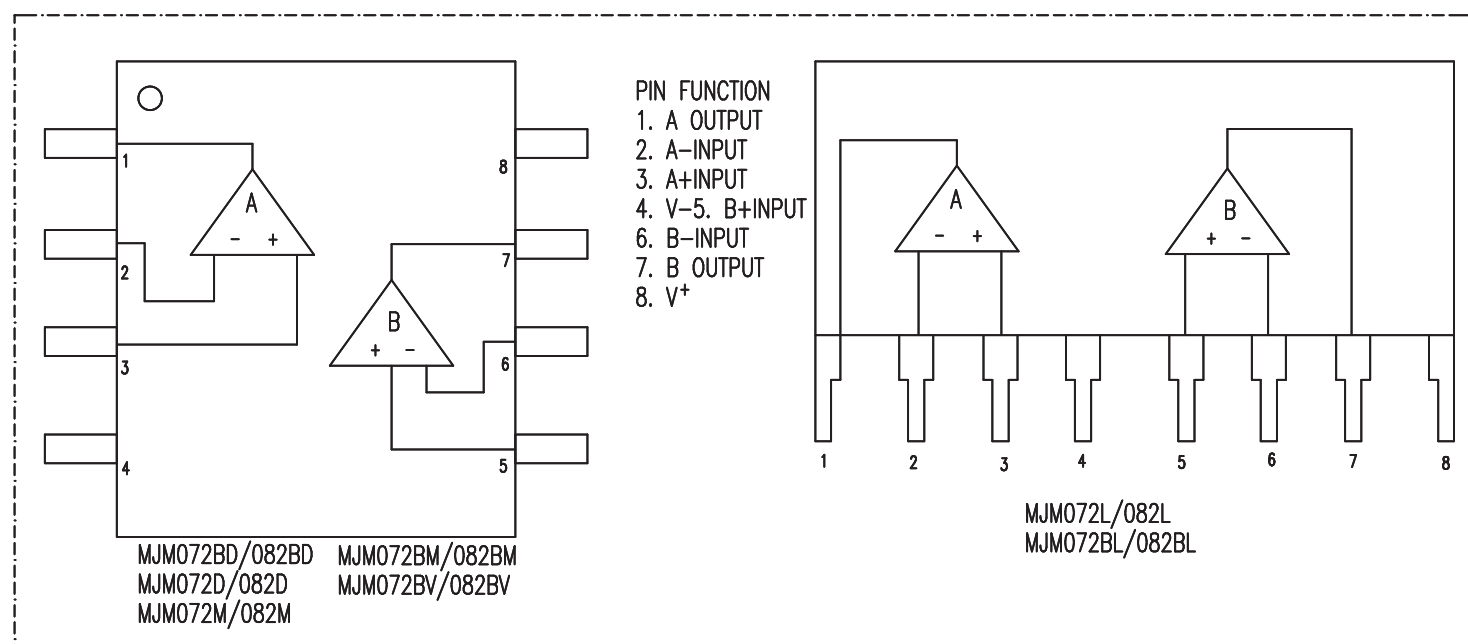 1
2
3
4
5
6
7
8
A
- +
B
+ -
MJM072BD/082BD MJM072BM/082BM
MJM072D/082D MJM072BV/082BV
MJM072M/082M
PIN FUNCTION
1. A OUTPUT
2. A-INPUT
3. A+INPUT
4. V-5. B+INPUT
6. B-INPUT
7. B OUTPUT
8. V⁺
A
- +
B
+ -
1 2 3 4 5 6 7 8
MJM072L/082L
MJM072BL/082BL